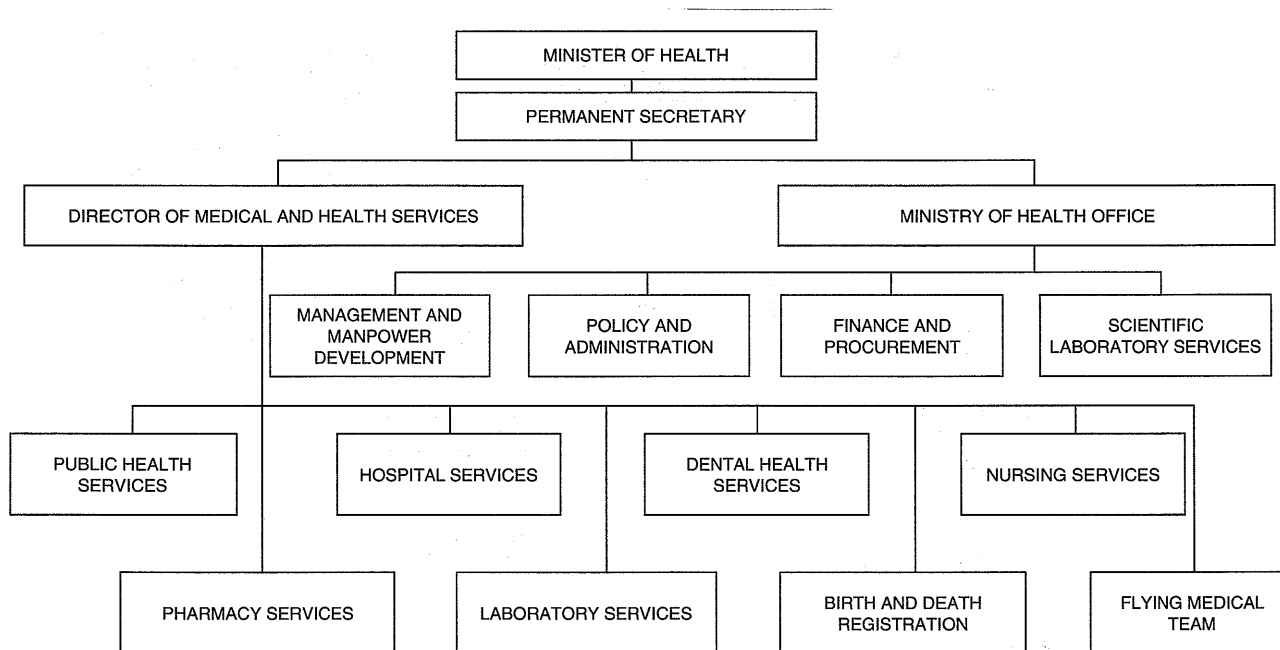 MINISTER OF HEALTH
PERMANENT SECRETARY
DIRECTOR OF MEDICAL AND HEALTH SERVICES
MINISTRY OF HEALTH OFFICE
MANAGEMENT AND
MANPOWER
DEVELOPMENT
POLICY AND
ADMINISTRATION
FINANCE AND
PROCUREMENT
SCIENTIFIC
LABORATORY SERVICES
PUBLIC HEALTH
SERVICES
HOSPITAL SERVICES
DENTAL HEALTH
SERVICES
NURSING SERVICES
PHARMACY SERVICES
LABORATORY SERVICES
BIRTH AND DEATH
REGISTRATION
FLYING MEDICAL
TEAM